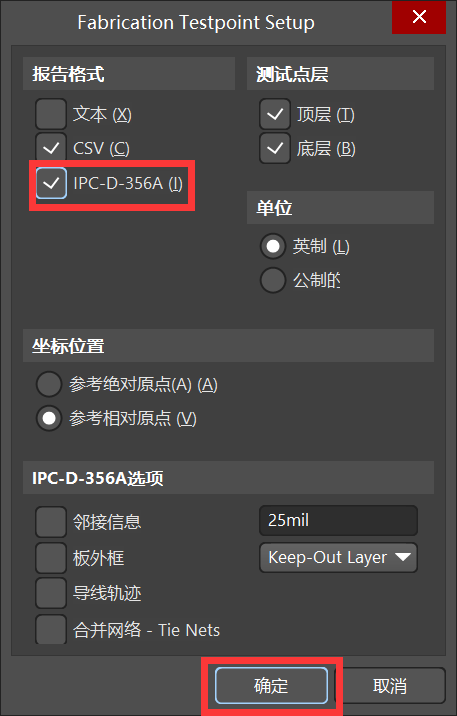 Fabrication Testpoint Setup
报告格式
文本 (X)
CSV (C)
IPC-D-356A (I)
测试点层
顶层 (T)
底层 (B)
单位
英制 (L)
公制的
坐标位置
参考绝对原点(A) (A)
参考相对原点 (V)
IPC-D-356A选项
邻接信息
25mil
板外框
Keep-Out Layer
导线轨迹
合并网络 - Tie Nets
确定
取消